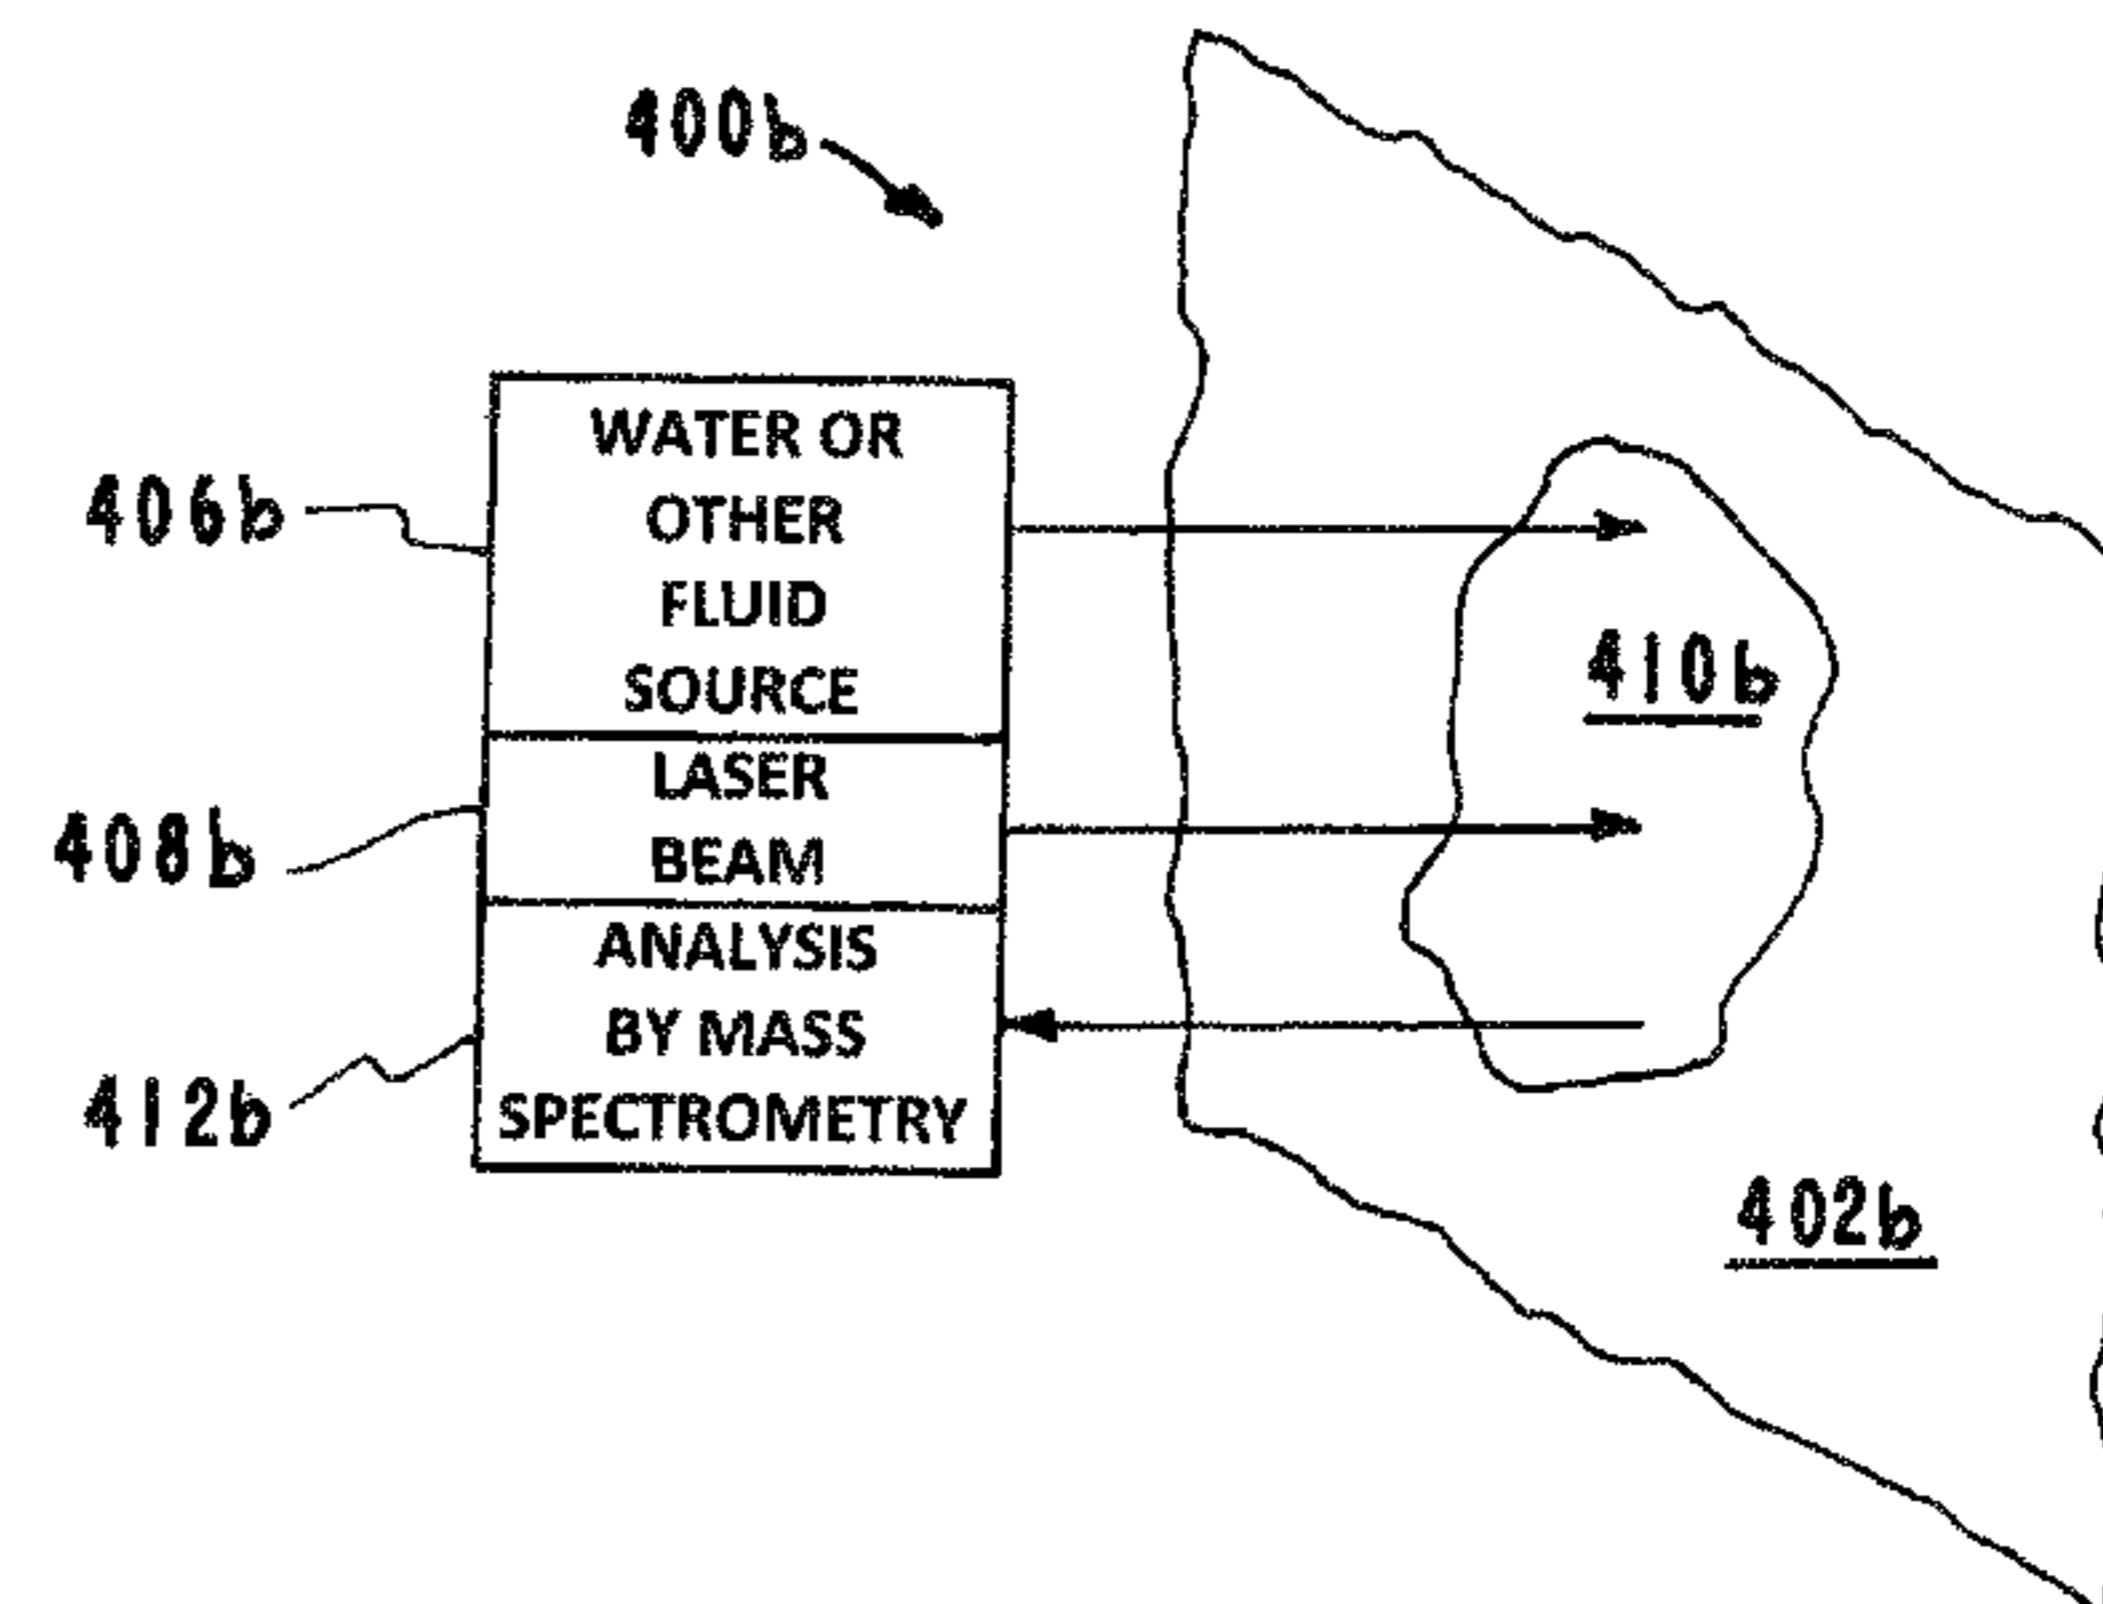 400b
WATER OR
406b
OTHER
FLUID
410b
SOURCE
LASER
408b
BEAM
ANALYSIS
BY MASS
412b
SPECTROMETRY
402b